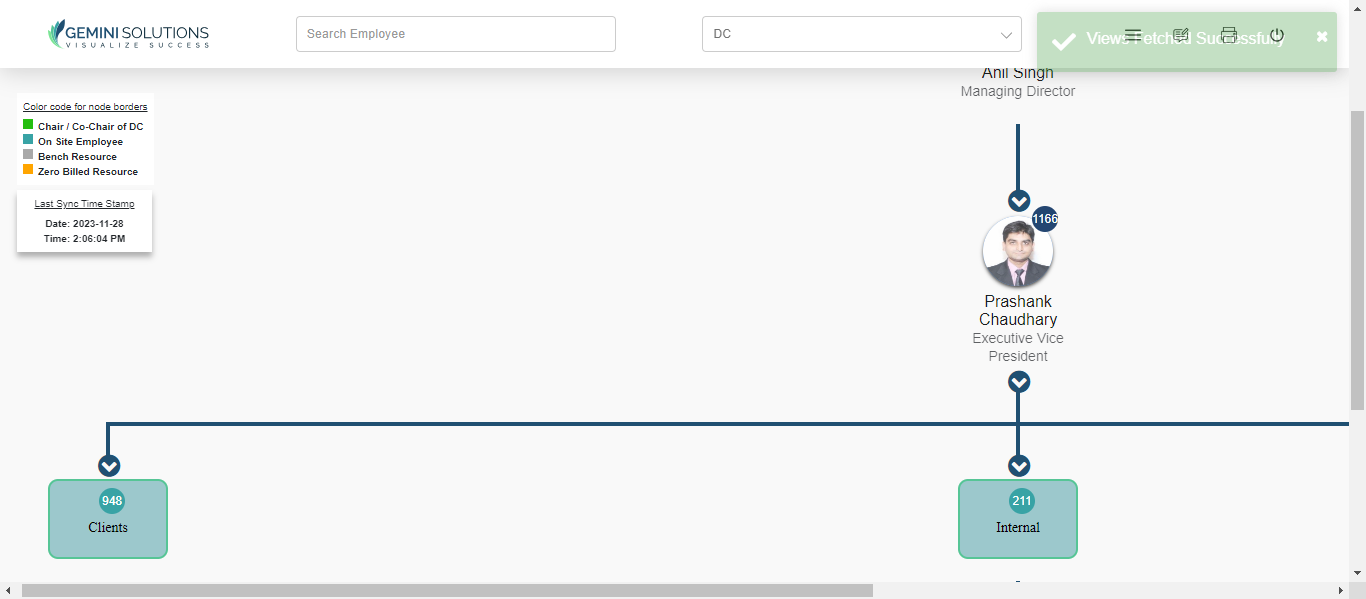 GEMINI SOLUTIONS
VISUALIZE SUCCESS
Search Employee
DC
Views Fetched Successfully
Color code for node borders
Chair / Co-Chair of DC
On Site Employee
Bench Resource
Zero Billed Resource
Last Sync Time Stamp
Date: 2023-11-28
Time: 2:06:04 PM
Anil Singh
Managing Director
1166
Prashank
Chaudhary
Executive Vice
President
948
Clients
211
Internal